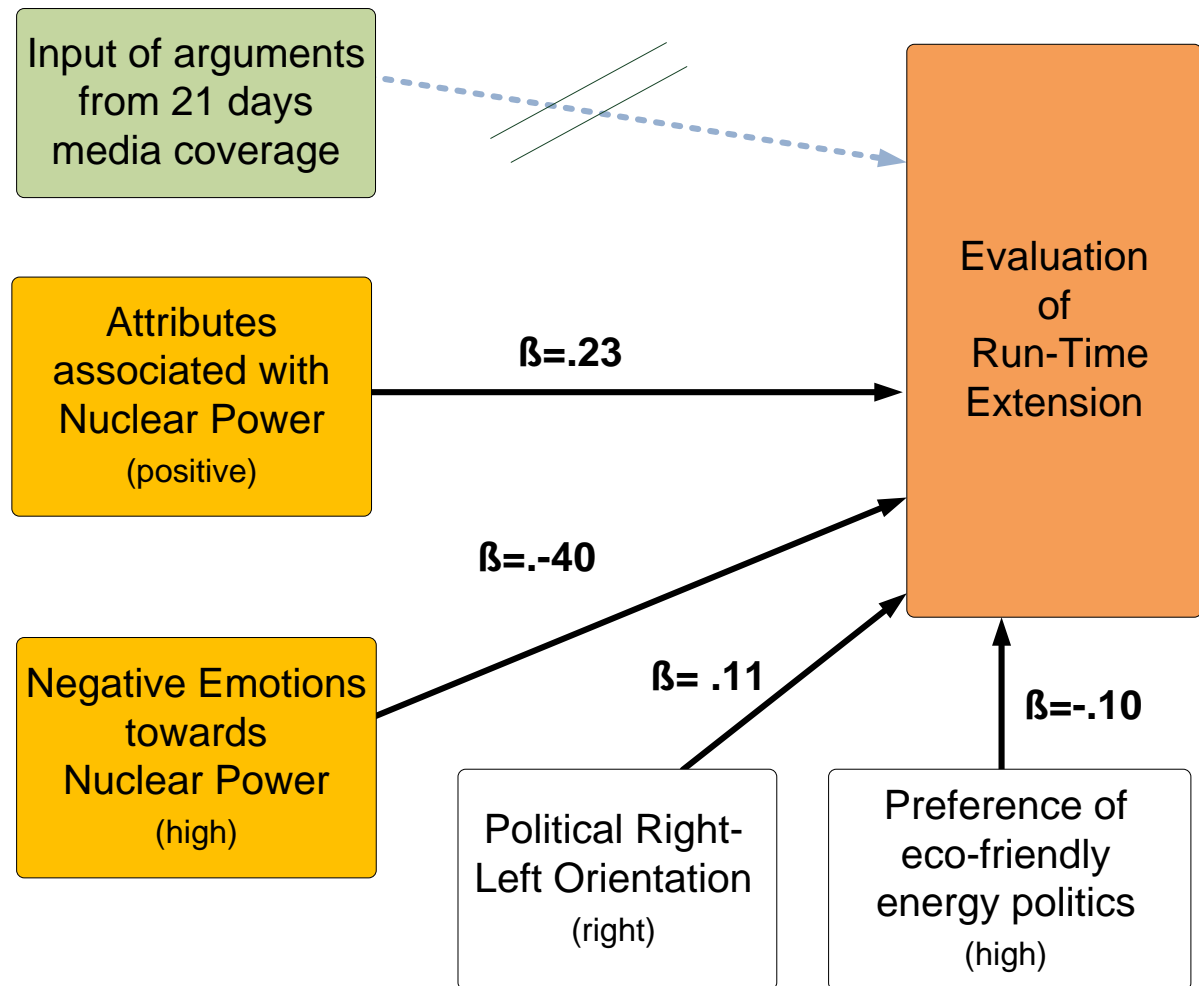 Input of arguments
from 21 days
media coverage
Evaluation
of
Run-Time
Extension
Attributes
associated with
Nuclear Power
(positive)
ß=.23
ß=.-40
Negative Emotions
towards
Nuclear Power
(high)
ß= .11
ß=-.10
Political Right-
Left Orientation
(right)
Preference of
eco-friendly
energy politics
(high)